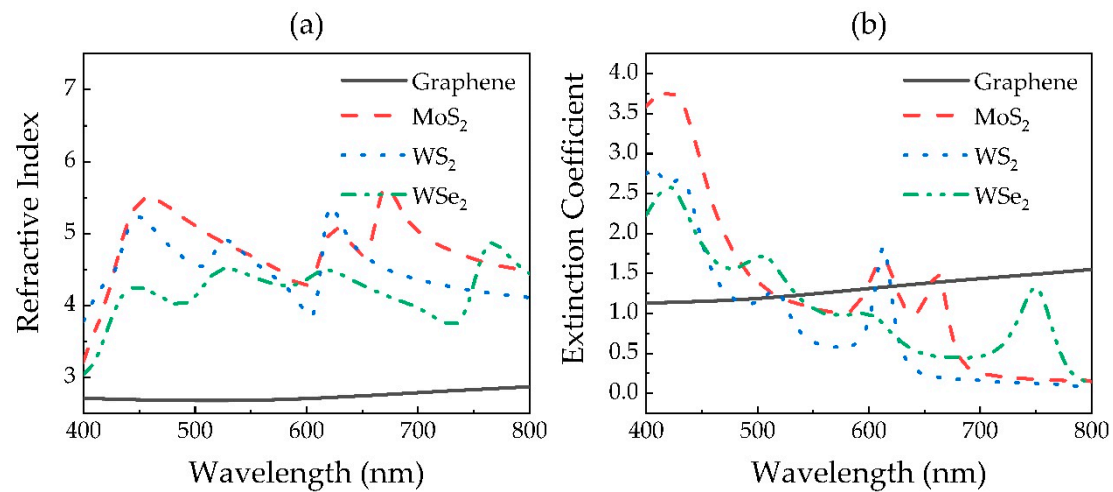 (a)
7
6
5
4
3
400
500
600
700
800
Refractive Index
Wavelength (nm)
Graphene
MoS₂
WS₂
WSe₂
(b)
4.0
3.5
3.0
2.5
2.0
1.5
1.0
0.5
0.0
400
500
600
700
800
Extinction Coefficient
Wavelength (nm)
Graphene
MoS₂
WS₂
WSe₂